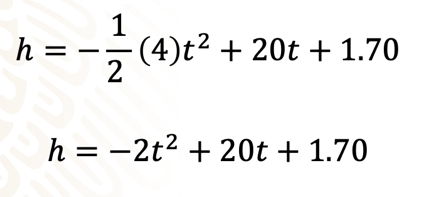 h = −1/2 (4)t² + 20t + 1.70
h = −2t² + 20t + 1.70